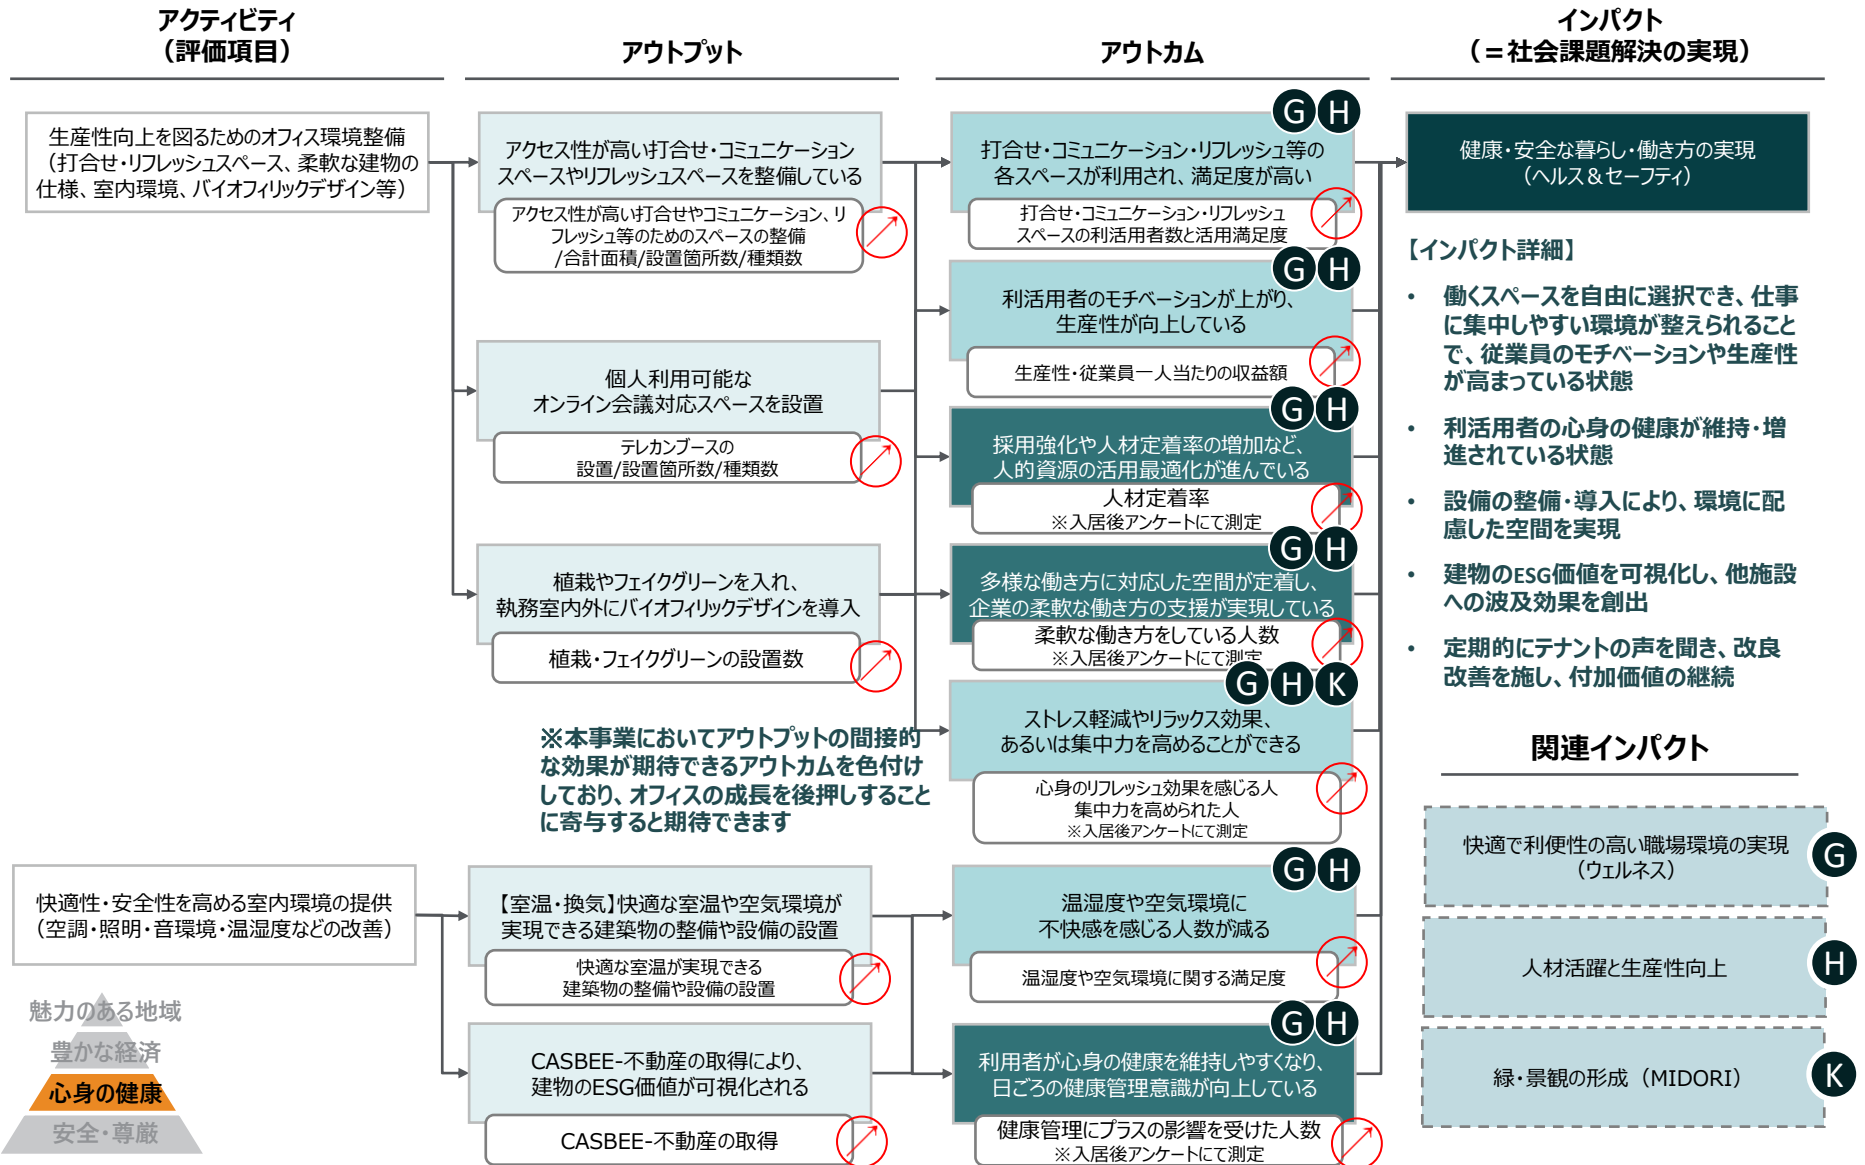 アクティビティ
（評価項目）
アウトプット
アウトカム
インパクト
（＝社会課題解決の実現）
生産性向上を図るためのオフィス環境整備
（打合せ・リフレッシュスペース、柔軟な建物の
仕様、室内環境、バイオフィリックデザイン等）
アクセス性が高い打合せ・コミュニケーション
スペースやリフレッシュスペースを整備している
アクセス性が高い打合せやコミュニケーション、リ
フレッシュ等のためのスペースの整備
/合計面積/設置箇所数/種類数
個人利用可能な
オンライン会議対応スペースを設置
テレカンブースの
設置/設置箇所数/種類数
植栽やフェイクグリーンを入れ、
執務室内外にバイオフィリックデザインを導入
植栽・フェイクグリーンの設置数
※本事業においてアウトプットの間接的
な効果が期待できるアウトカムを色付け
しており、オフィスの成長を後押しすること
に寄与すると期待できます
G H
打合せ・コミュニケーション・リフレッシュ等の
各スペースが利用され、満足度が高い
打合せ・コミュニケーション・リフレッシュ
スペースの利活用者数と活用満足度
G H
利活用者のモチベーションが上がり、
生産性が向上している
生産性・従業員一人当たりの収益額
G H
採用強化や人材定着率の増加など、
人的資源の活用最適化が進んでいる
人材定着率
※入居後アンケートにて測定
G H
多様な働き方に対応した空間が定着し、
企業の柔軟な働き方の支援が実現している
柔軟な働き方をしている人数
※入居後アンケートにて測定
G H K
ストレス軽減やリラックス効果、
あるいは集中力を高めることができる
心身のリフレッシュ効果を感じる人
集中力を高められた人
※入居後アンケートにて測定
健康・安全な暮らし・働き方の実現
（ヘルス＆セーフティ）
【インパクト詳細】
• 働くスペースを自由に選択でき、仕事
に集中しやすい環境が整えられること
で、従業員のモチベーションや生産性
が高まっている状態
• 利活用者の心身の健康が維持・増
進されている状態
• 設備の整備・導入により、環境に配
慮した空間を実現
• 建物のESG価値を可視化し、他施設
への波及効果を創出
• 定期的にテナントの声を聞き、改良
改善を施し、付加価値の継続
関連インパクト
快適で利便性の高い職場環境の実現
（ウェルネス）
G
人材活躍と生産性向上
H
緑・景観の形成（MIDORI）
K
快適性・安全性を高める室内環境の提供
（空調・照明・音環境・温湿度などの改善）
【室温・換気】快適な室温や空気環境が
実現できる建築物の整備や設備の設置
快適な室温が実現できる
建築物の整備や設備の設置
CASBEE-不動産の取得により、
建物のESG価値が可視化される
CASBEE-不動産の取得
G H
温湿度や空気環境に
不快感を感じる人数が減る
温湿度や空気環境に関する満足度
G H
利用者が心身の健康を維持しやすくなり、
日ごろの健康管理意識が向上している
健康管理にプラスの影響を受けた人数
※入居後アンケートにて測定
魅力のある地域
豊かな経済
心身の健康
安全・尊厳